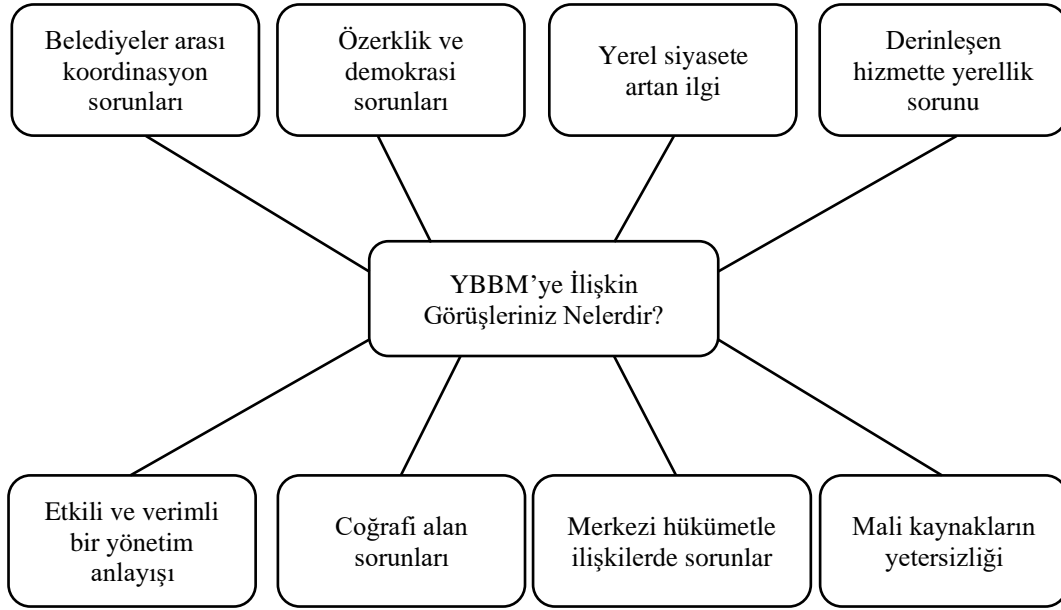 Belediyeler arası
koordinasyon
sorunları
Özerklik ve
demokrasi
sorunları
Yerel siyasete
artan ilgi
Derinleşen
hizmette yerellik
sorunu
YBBM’ye İlişkin
Görüşleriniz Nelerdir?
Etkili ve verimli
bir yönetim
anlayışı
Coğrafi alan
sorunları
Merkezi hükümetle
ilişkilerde sorunlar
Mali kaynakların
yetersizliği